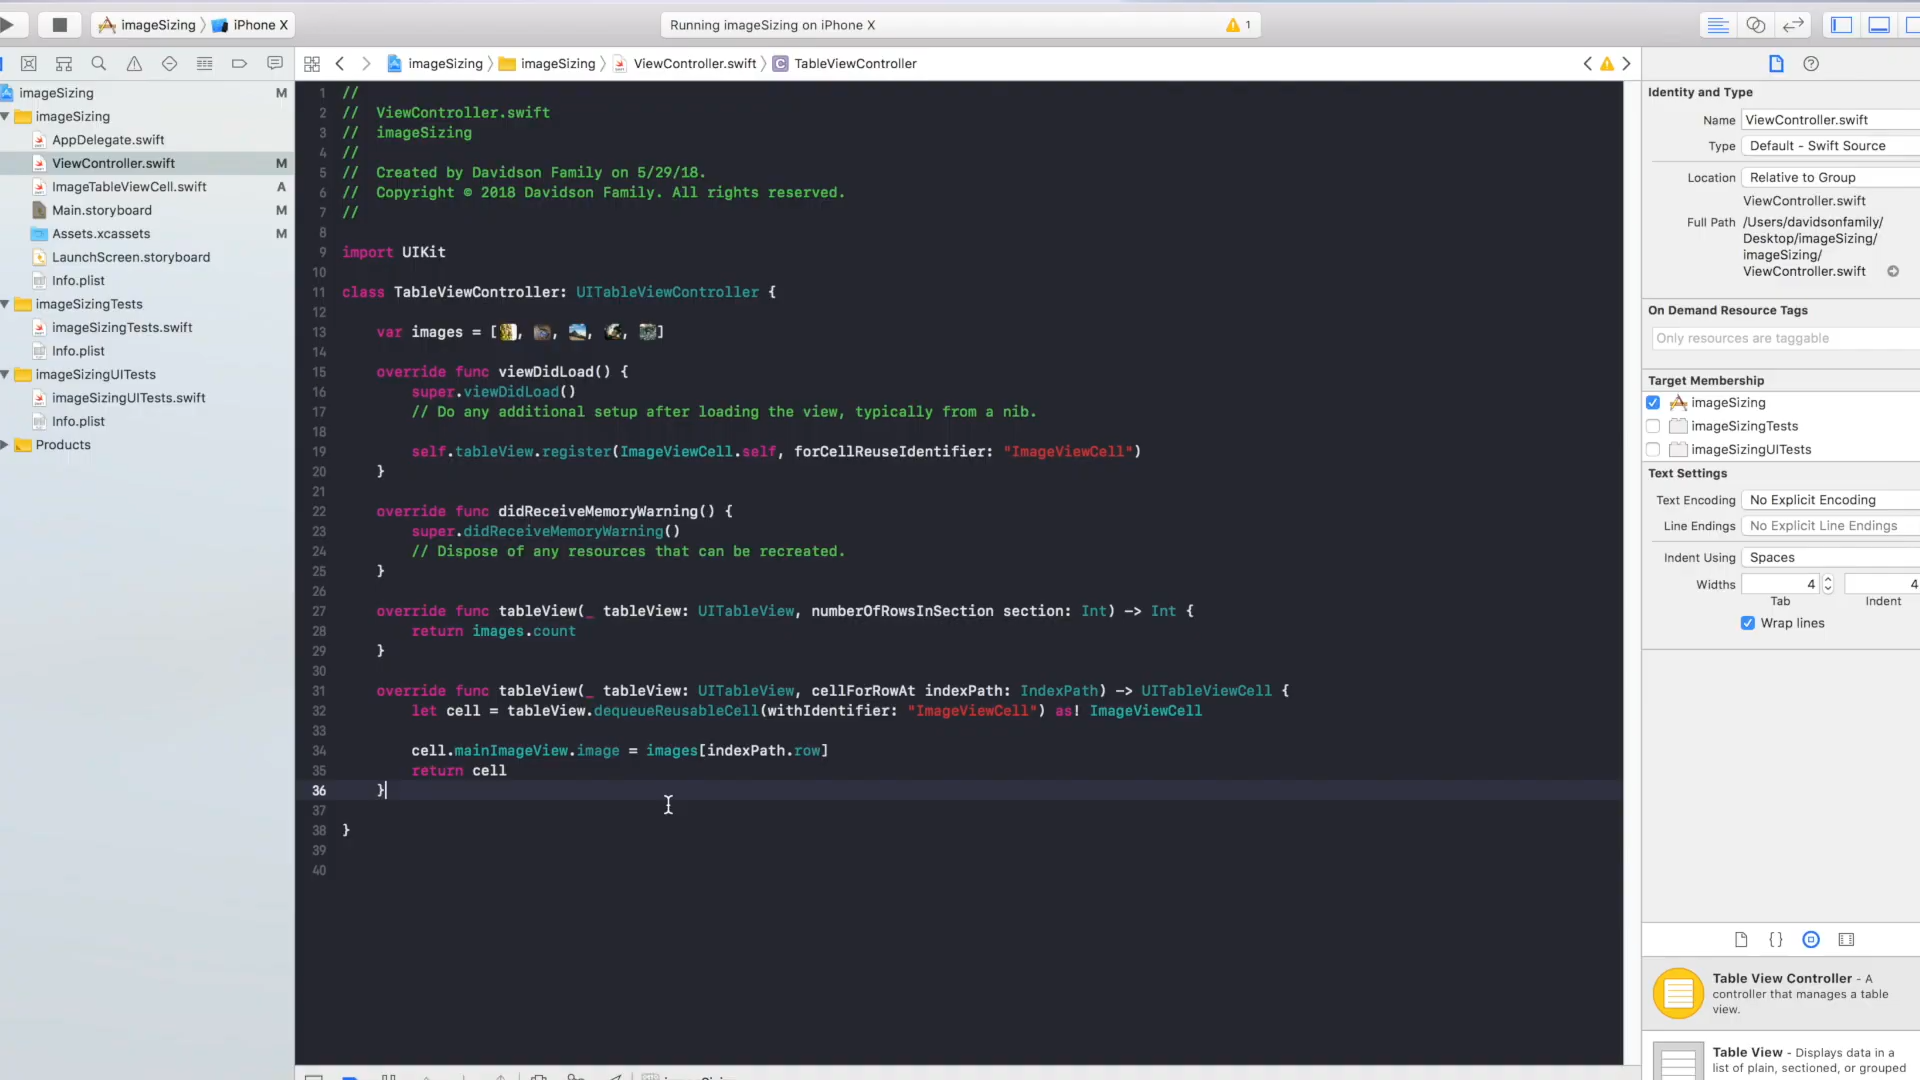 imageSizing 〉 iPhone X
Running imageSizing on iPhone X
1
imageSizing 〉 imageSizing 〉 ViewController.swift 〉 C TableViewController
imageSizing M
imageSizing
AppDelegate.swift
ViewController.swift M
ImageTableViewCell.swift A
Main.storyboard M
Assets.xcassets M
LaunchScreen.storyboard
Info.plist
imageSizingTests
imageSizingTests.swift
Info.plist
imageSizingUITests
imageSizingUITests.swift
Info.plist
Products
1 //
2 //  ViewController.swift
3 //  imageSizing
4 //
5 //  Created by Davidson Family on 5/29/18.
6 //  Copyright © 2018 Davidson Family. All rights reserved.
7 //
8
9 import UIKit
10
11 class TableViewController: UITableViewController {
12
13     var images = [ , , , , ]
14
15     override func viewDidLoad() {
16         super.viewDidLoad()
17         // Do any additional setup after loading the view, typically from a nib.
18
19         self.tableView.register(ImageViewCell.self, forCellReuseIdentifier: "ImageViewCell")
20     }
21
22     override func didReceiveMemoryWarning() {
23         super.didReceiveMemoryWarning()
24         // Dispose of any resources that can be recreated.
25     }
26
27     override func tableView(_ tableView: UITableView, numberOfRowsInSection section: Int) -> Int {
28         return images.count
29     }
30
31     override func tableView(_ tableView: UITableView, cellForRowAt indexPath: IndexPath) -> UITableViewCell {
32         let cell = tableView.dequeueReusableCell(withIdentifier: "ImageViewCell") as! ImageViewCell
33
34         cell.mainImageView.image = images[indexPath.row]
35         return cell
36     }
37
38 }
39
40
Identity and Type
Name ViewController.swift
Type Default - Swift Source
Location Relative to Group
ViewController.swift
Full Path /Users/davidsonfamily/
Desktop/imageSizing/
imageSizing/
ViewController.swift
On Demand Resource Tags
Only resources are taggable
Target Membership
imageSizing
imageSizingTests
imageSizingUITests
Text Settings
Text Encoding No Explicit Encoding
Line Endings No Explicit Line Endings
Indent Using Spaces
Widths 4 4
Tab Indent
Wrap lines
{ }
Table View Controller - A
controller that manages a table
view.
Table View - Displays data in a
list of plain, sectioned, or grouped